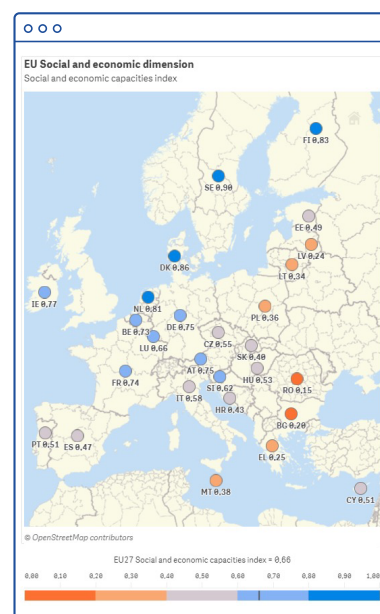 EU Social and economic dimension
Social and economic capacities index
FI 0,83
SE 0,90
EE 0,49
LV 0,24
LT 0,34
DK 0,86
IE 0,77
NL 0,81
PL 0,36
BE 0,73
DE 0,75
LU 0,66
CZ 0,55
SK 0,40
FR 0,74
AT 0,75
HU 0,53
IT 0,58
SI 0,62
RO 0,15
HR 0,43
BG 0,20
PT 0,51
ES 0,47
EL 0,25
MT 0,38
CY 0,51
© OpenStreetMap contributors
EU27 Social and economic capacities index = 0,66
0,00 0,10 0,20 0,30 0,40 0,50 0,60 0,70 0,80 0,90 1,00